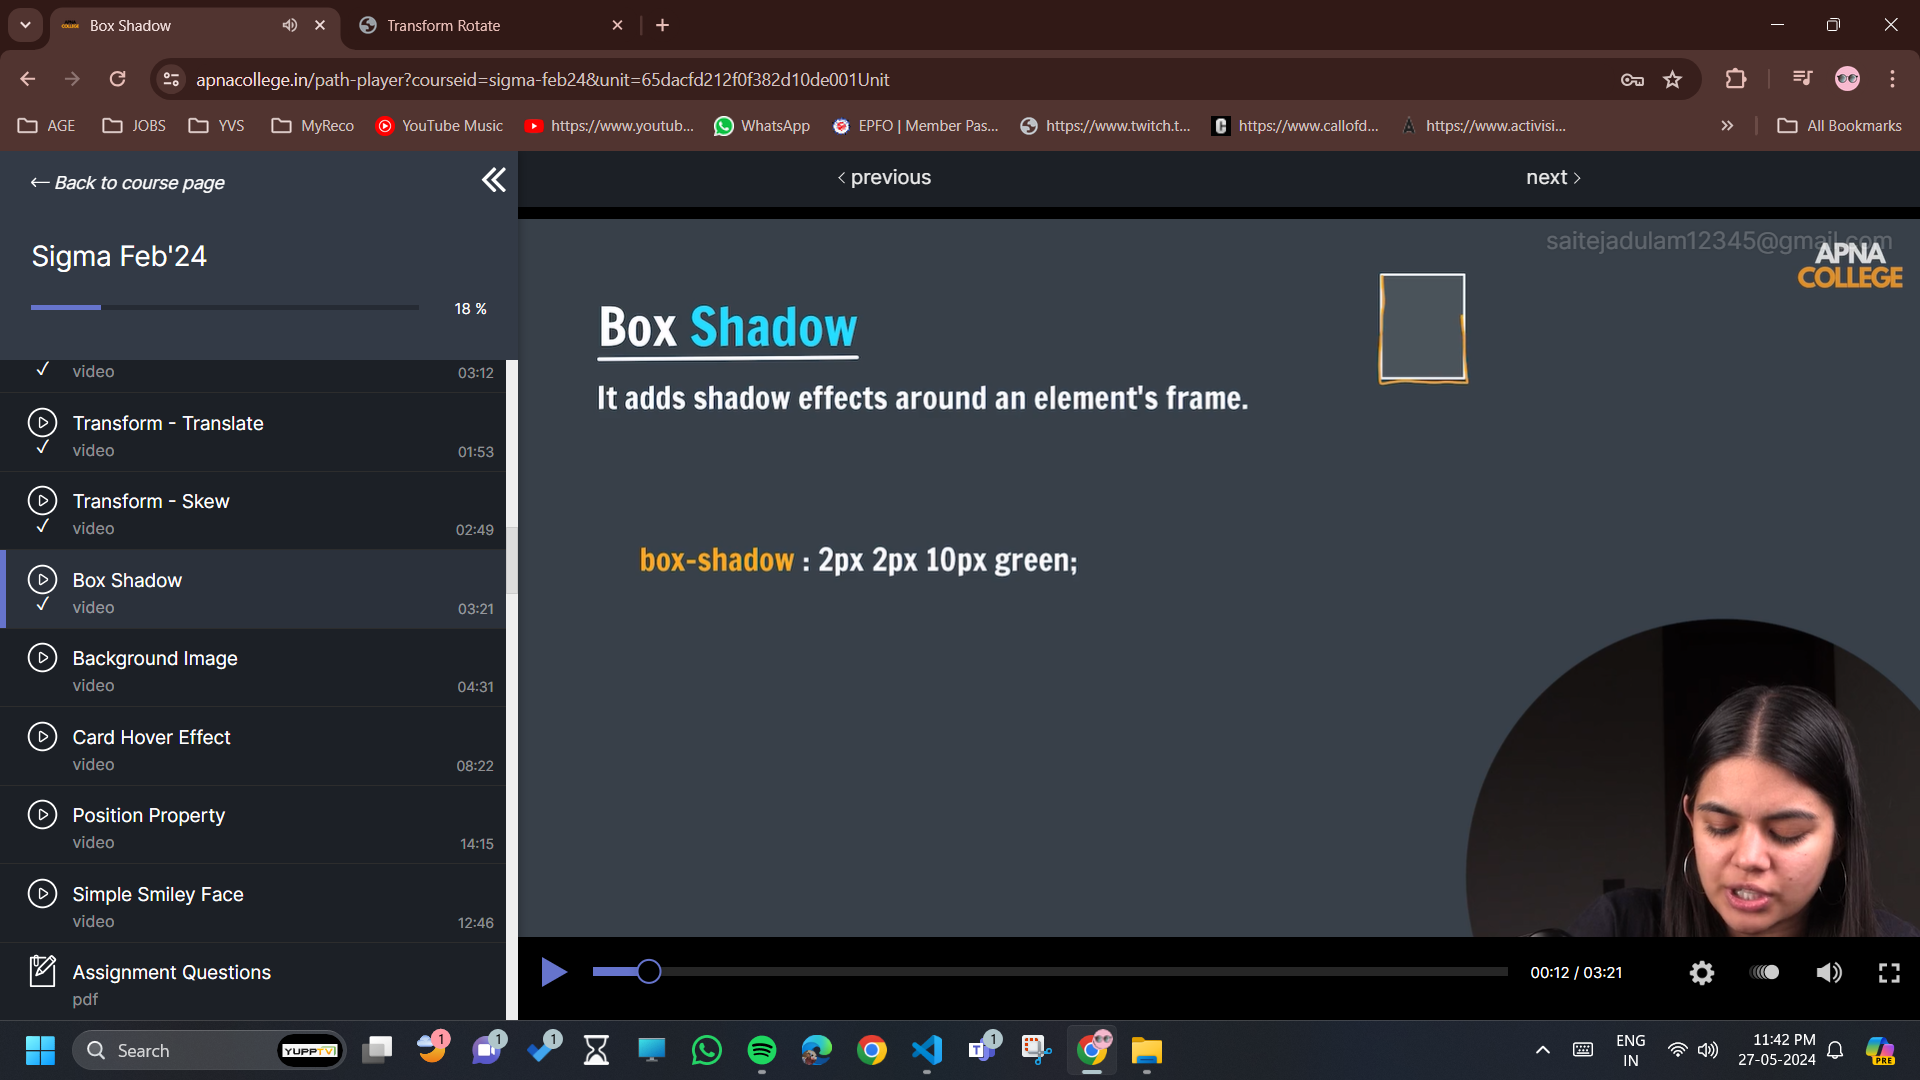 Box Shadow
Transform Rotate
apnacollege.in/path-player?courseid=sigma-feb24&unit=65dacfd212f0f382d10de001Unit
AGE
JOBS
YVS
MyReco
YouTube Music
https://www.youtub...
WhatsApp
EPFO | Member Pas...
https://www.twitch.t...
https://www.callofd...
https://www.activisi...
All Bookmarks
← Back to course page
‹ previous
next ›
Sigma Feb'24
18 %
video
03:12
Transform - Translate
video
01:53
Transform - Skew
video
02:49
Box Shadow
video
03:21
Background Image
video
04:31
Card Hover Effect
video
08:22
Position Property
video
14:15
Simple Smiley Face
video
12:46
Assignment Questions
pdf
saitejadulam12345@gmail.com
APNA
COLLEGE
Box Shadow
It adds shadow effects around an element's frame.
box-shadow : 2px 2px 10px green;
00:12 / 03:21
Search
YUPPTV
1
1
1
1
ENG
IN
11:42 PM
27-05-2024
PRE